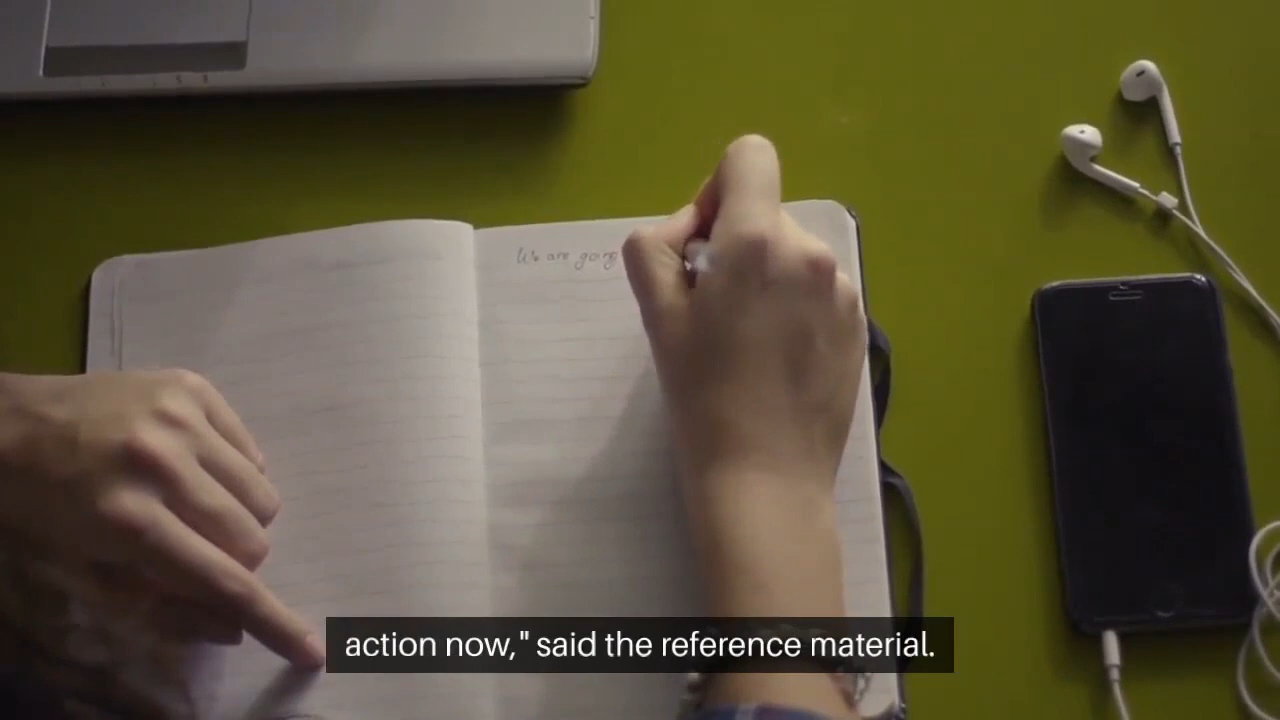 We are going
action now," said the reference material.